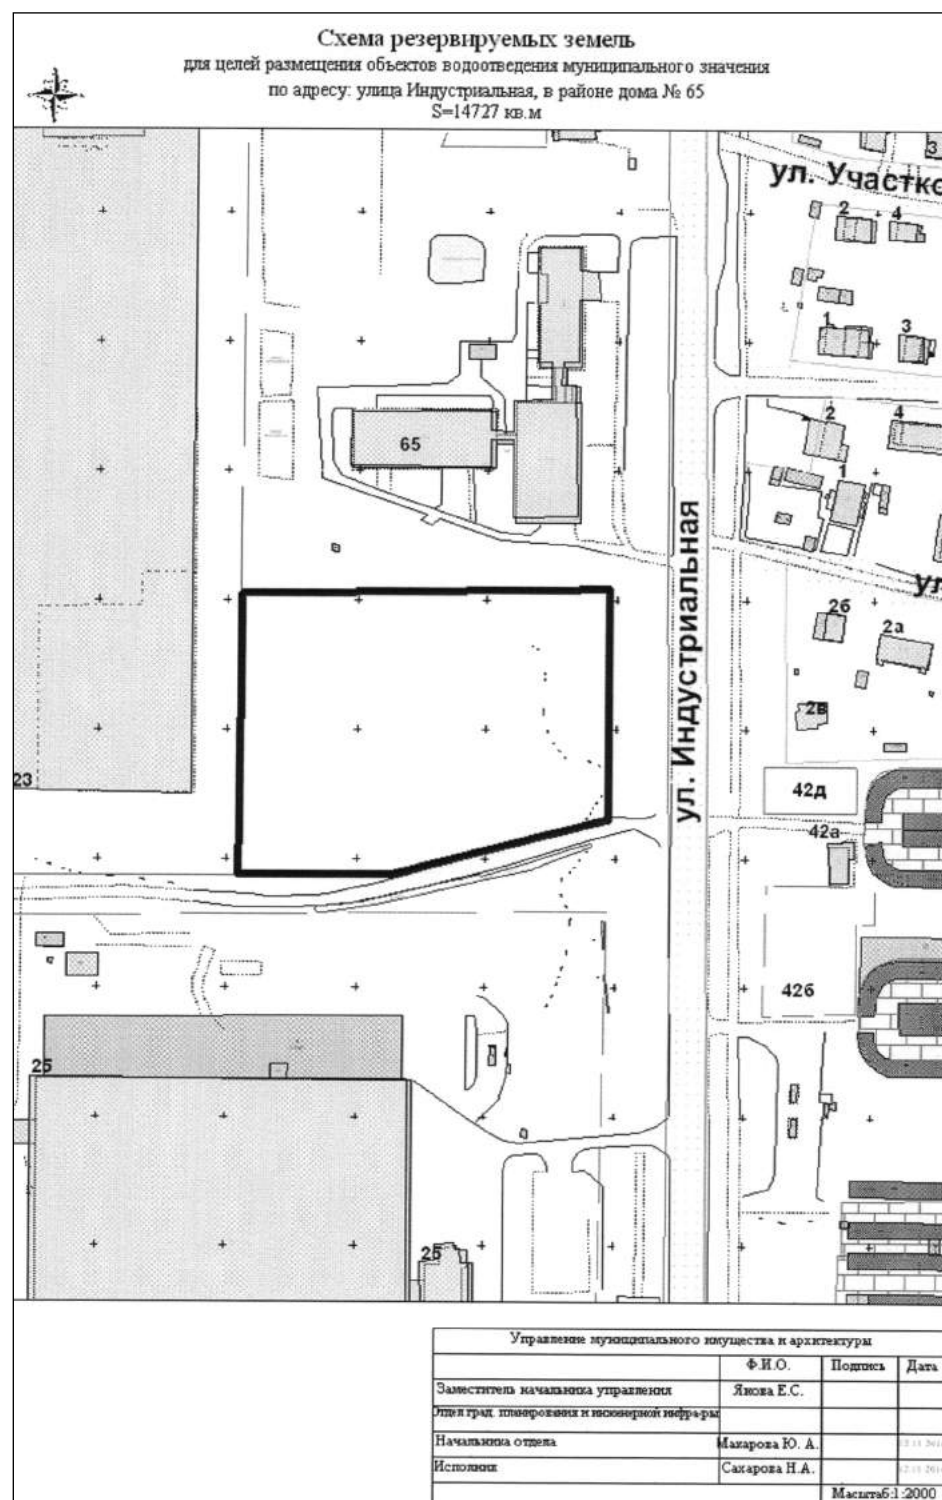 Схема резервируемых земель
для целей размещения объектов водоотведения муниципального значения
по адресу: улица Индустриальная, в районе дома № 65
S=14727 кв.м
3
ул. Участко
2
4
1
3
2
4
65
1
ул. Индустриальная
ул
2б
2а
2в
23
42д
42а
42б
25
25
Управление муниципального имущества и архитектуры
Ф.И.О. Подпись Дата
Заместитель начальника управления Якова Е.С.
Отдел град. планирования и инженерной инфра-ры
Начальника отдела Макарова Ю. А.
Исполник Сахарова Н.А.
Масштаб:1:2000